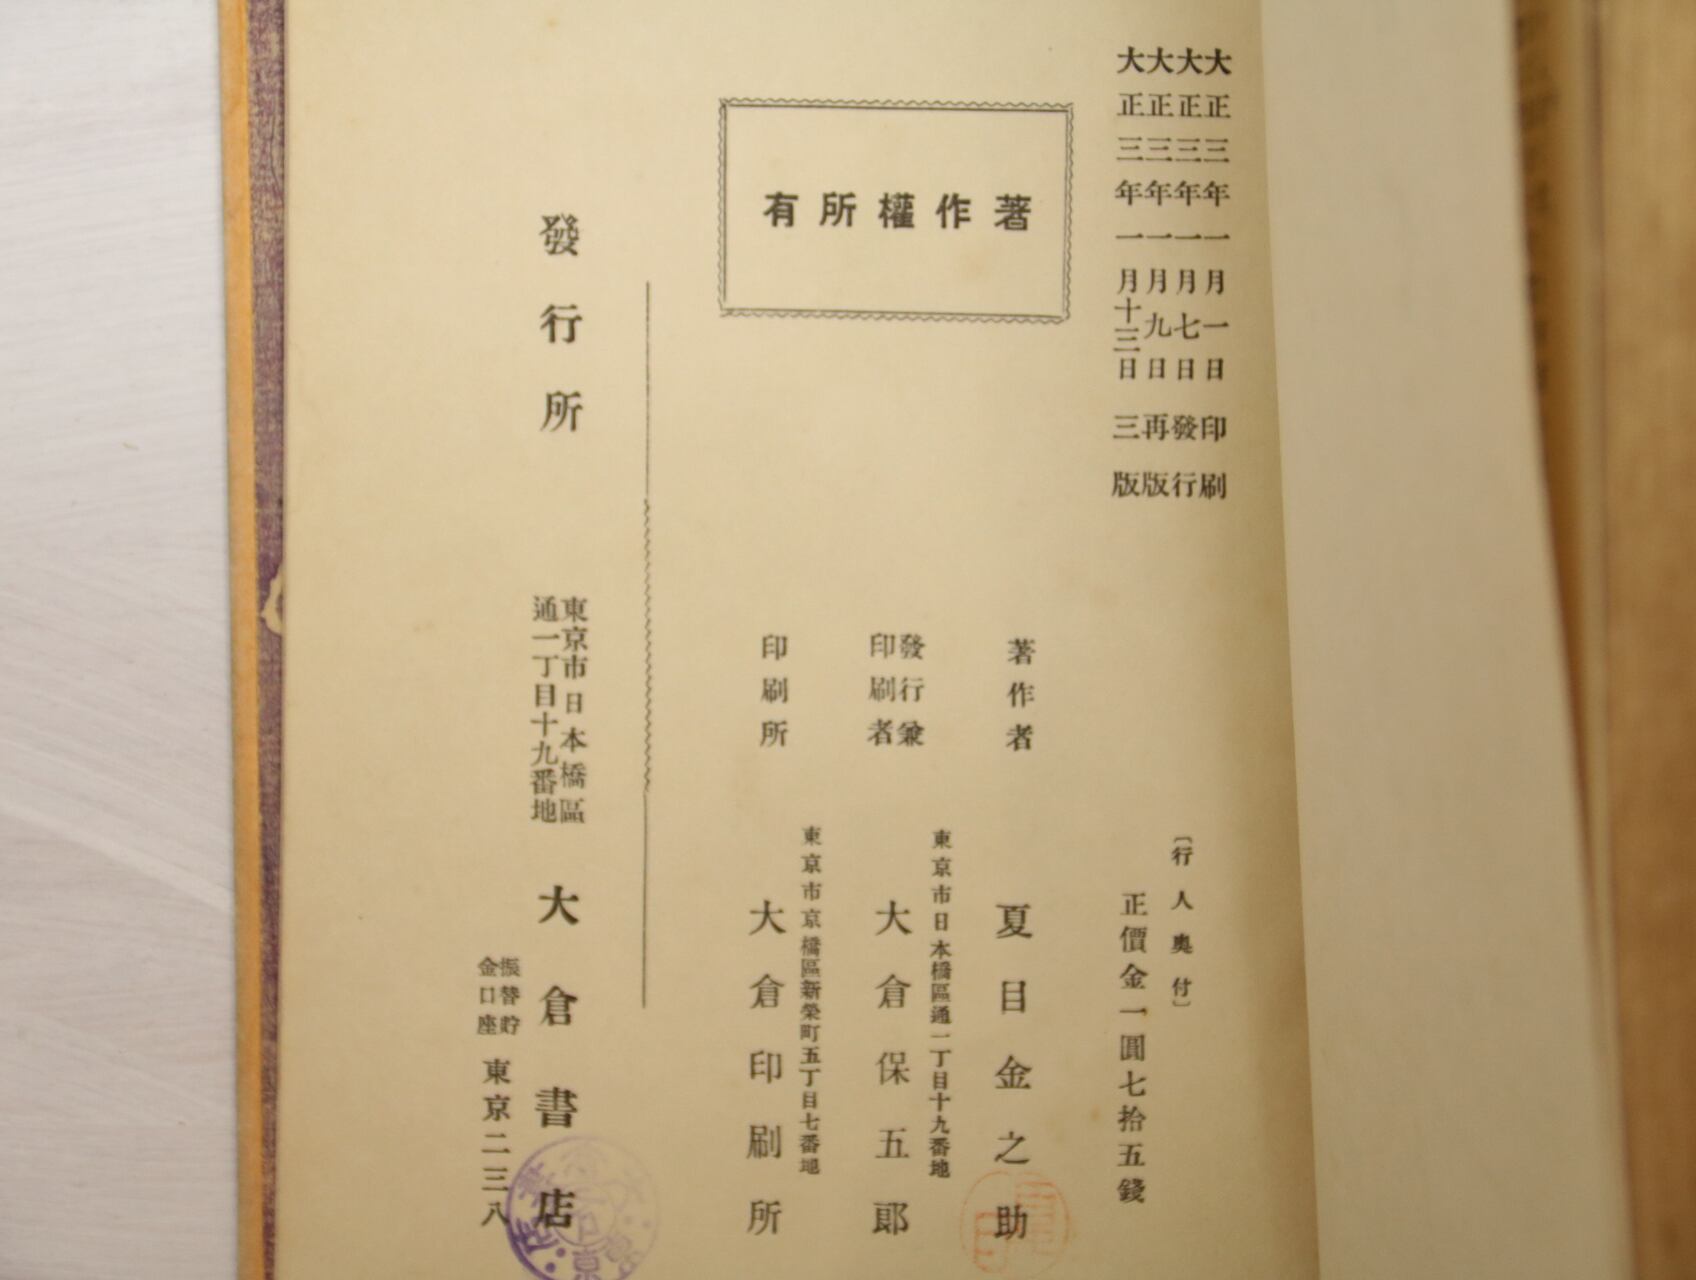 大正三年一月一日印刷
大正三年一月七日發行
大正三年一月九日再版
大正三年一月十三日三版
〔行人奥付〕
正價金一圓七拾五錢
著作權所有
著作者
夏目金之助
發行兼
印刷者
東京市日本橋區通一丁目十九番地
大倉保五郎
印刷所
東京市京橋區新榮町五丁目七番地
大倉印刷所
發行所
東京市日本橋區
通一丁目十九番地
大倉書店
振替貯
金口座
東京二三八
夏目